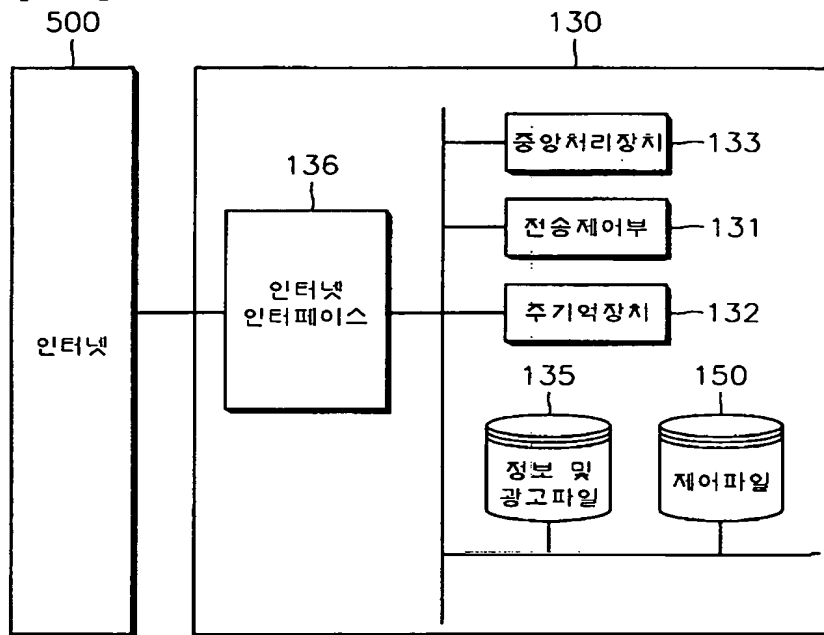 500
130
중앙처리장치
133
136
전송제어부
131
인터넷
인터페이스
주기억장치
132
인터넷
135
150
정보 및
광고파일
제어파일